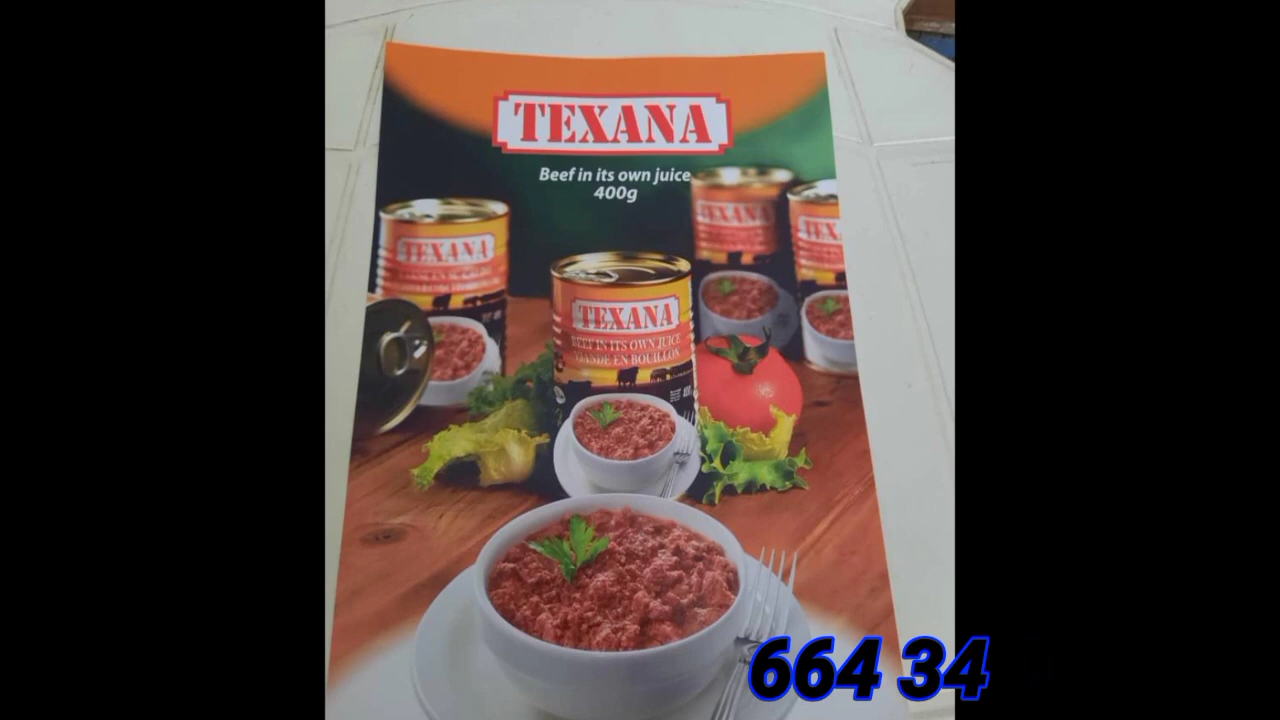 TEXANA
Beef in its own juice
400g
TEXANA
TEXANA
TEXANA
BEEF IN ITS OWN JUICE
VIANDE EN BOUILLON
664 34